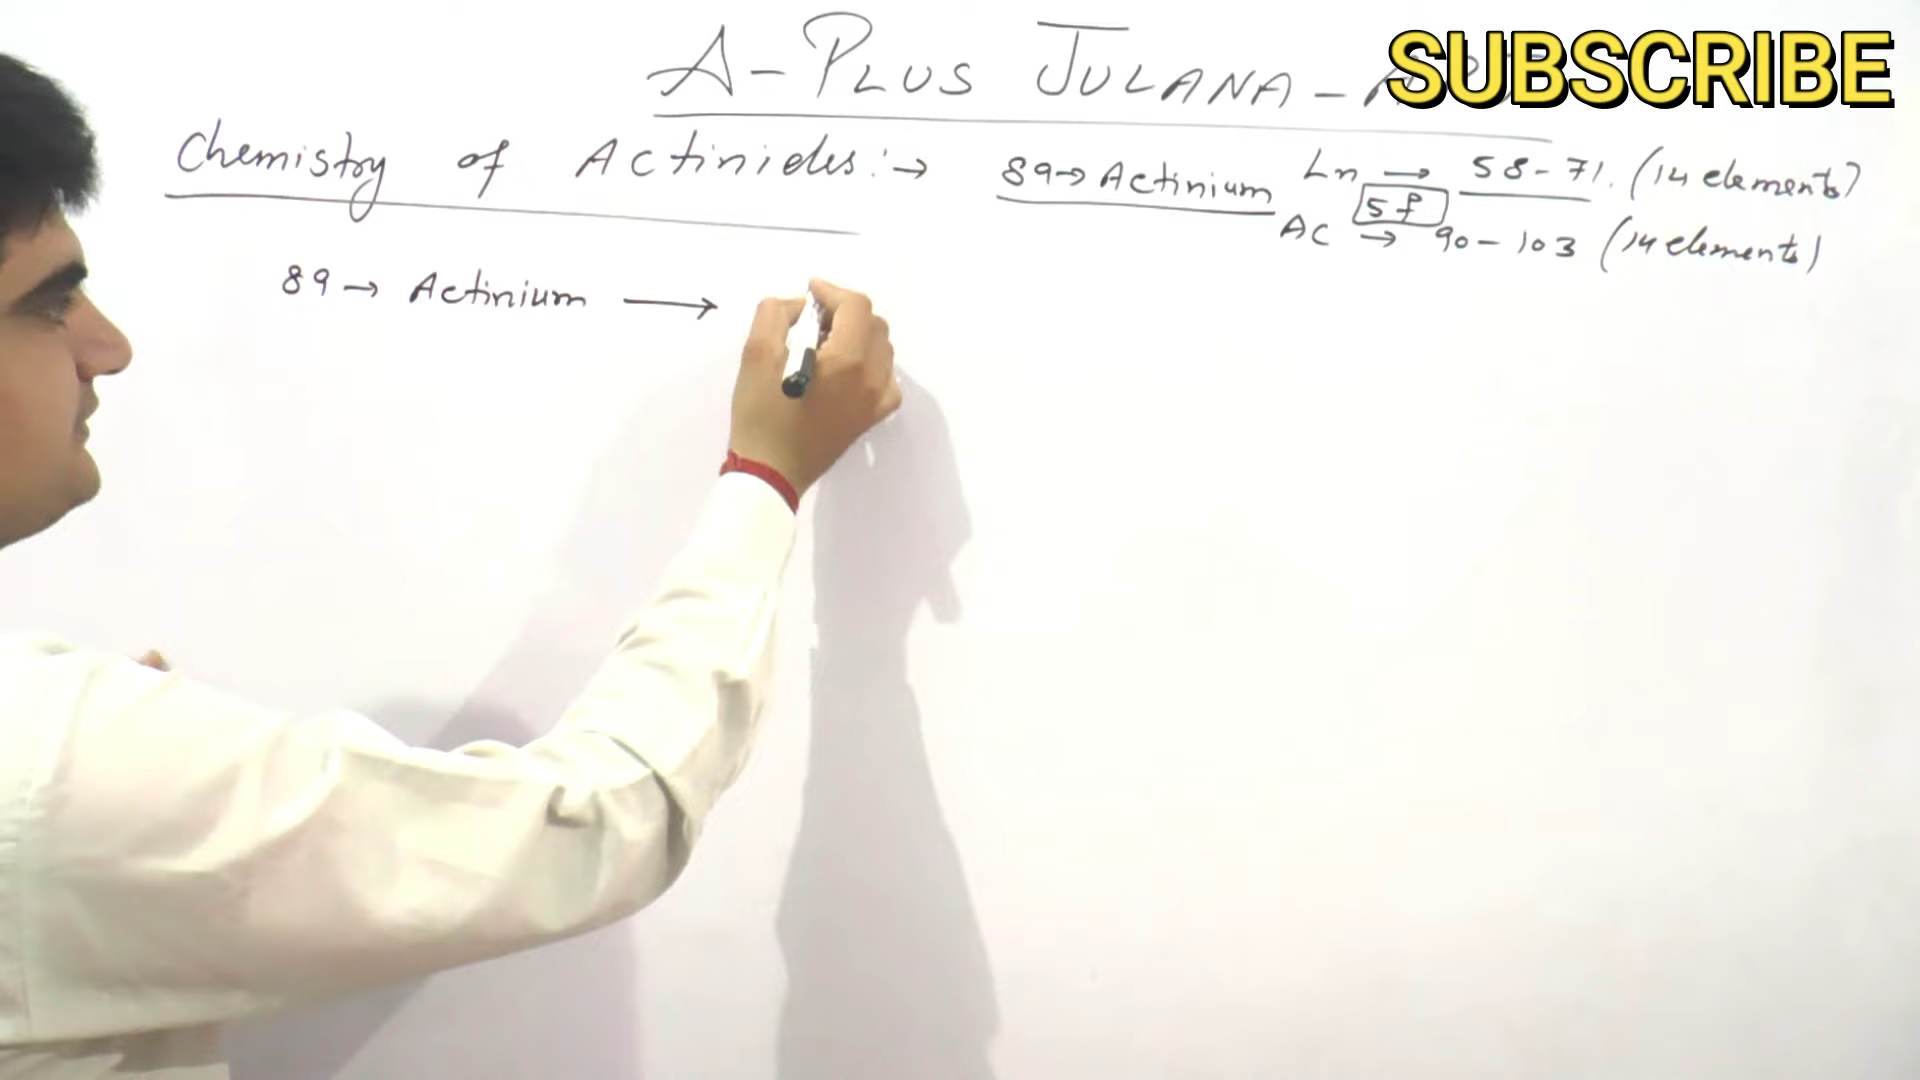 A-PLUS JULANA-
SUBSCRIBE
Chemistry of Actinides:→ 89→ Actinium
Ln → 58-71. (14 elements)
5f
AC → 90-103 (14 elements)
89 → Actinium ⟶